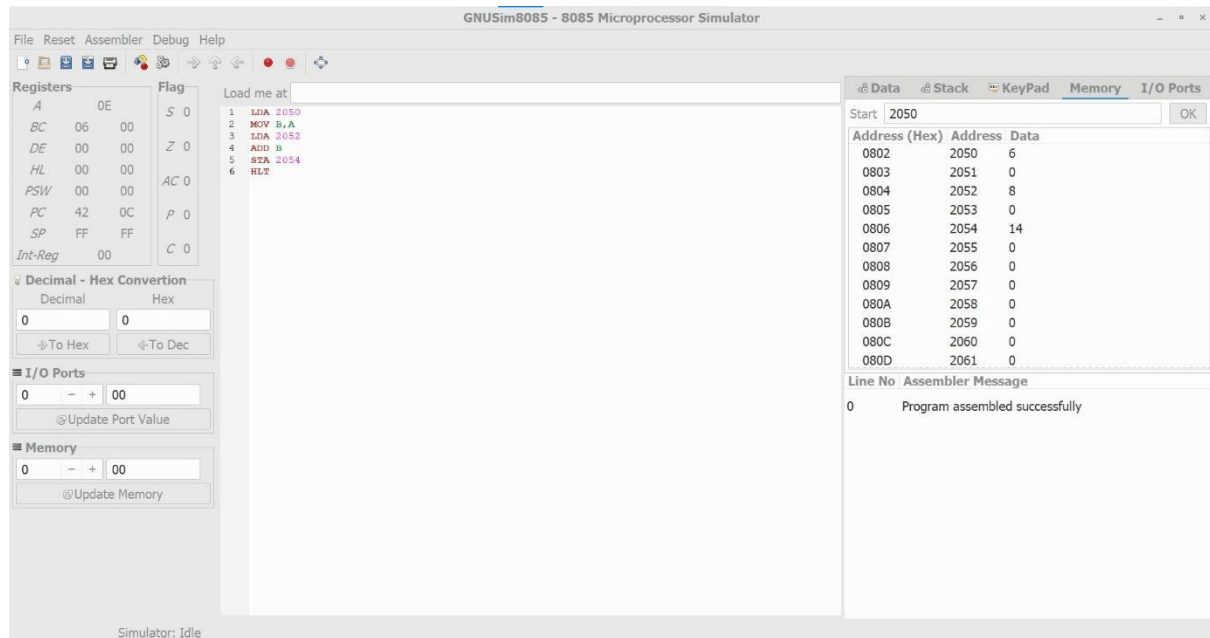 GNUSim8085 - 8085 Microprocessor Simulator
File Reset Assembler Debug Help
Registers
A 0E
BC 06 00
DE 00 00
HL 00 00
PSW 00 00
PC 42 0C
SP FF FF
Int-Reg 00
Flag
S 0
Z 0
AC 0
P 0
C 0
Decimal - Hex Convertion
Decimal Hex
0 0
To Hex To Dec
I/O Ports
0 - + 00
Update Port Value
Memory
0 - + 00
Update Memory
Load me at
1 LDA 2050
2 MOV B,A
3 LDA 2052
4 ADD B
5 STA 2054
6 HLT
Data Stack KeyPad Memory I/O Ports
Start 2050 OK
Address (Hex) Address Data
0802 2050 6
0803 2051 0
0804 2052 8
0805 2053 0
0806 2054 14
0807 2055 0
0808 2056 0
0809 2057 0
080A 2058 0
080B 2059 0
080C 2060 0
080D 2061 0
Line No Assembler Message
0 Program assembled successfully
Simulator: Idle